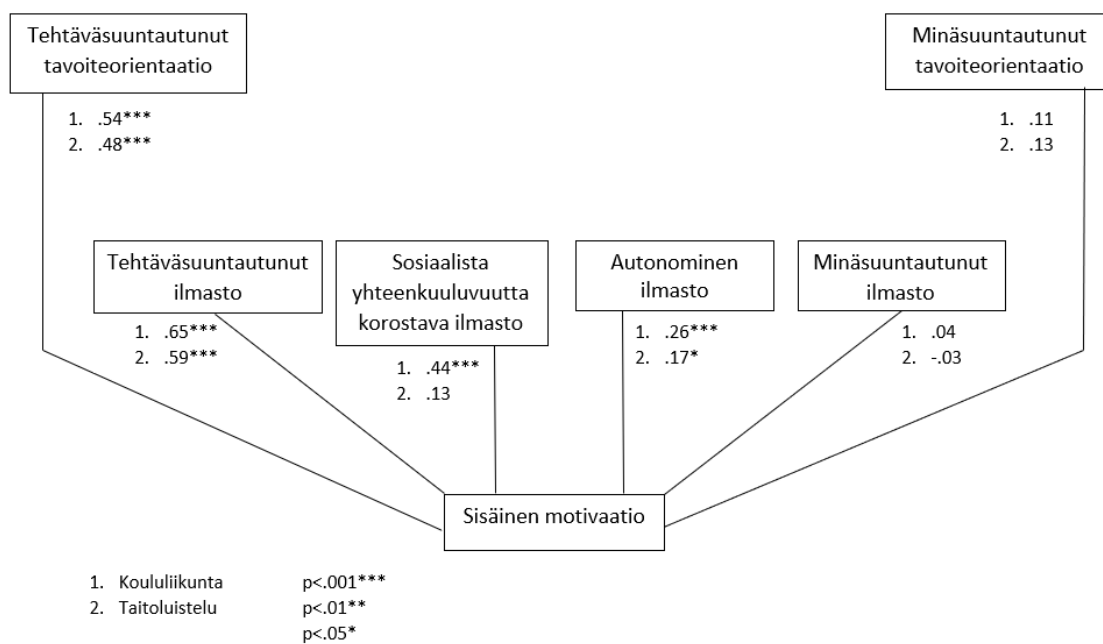 Tehtäväsuuntautunut
tavoiteorientaatio
Minäsuuntautunut
tavoiteorientaatio
1. .54***
2. .48***
1. .11
2. .13
Tehtäväsuuntautunut
ilmasto
Sosiaalista
yhteenkuuluvuutta
korostava ilmasto
Autonominen
ilmasto
Minäsuuntautunut
ilmasto
1. .65***
2. .59***
1. .44***
2. .13
1. .26***
2. .17*
1. .04
2. -.03
Sisäinen motivaatio
1. Koululiikunta p<.001***
2. Taitoluistelu p<.01**
p<.05*